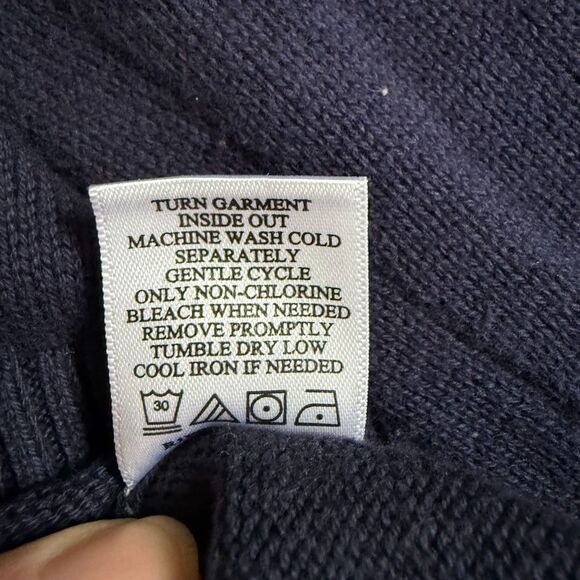 TURN GARMENT
INSIDE OUT
MACHINE WASH COLD
SEPARATELY
GENTLE CYCLE
ONLY NON-CHLORINE
BLEACH WHEN NEEDED
REMOVE PROMPTLY
TUMBLE DRY LOW
COOL IRON IF NEEDED
30